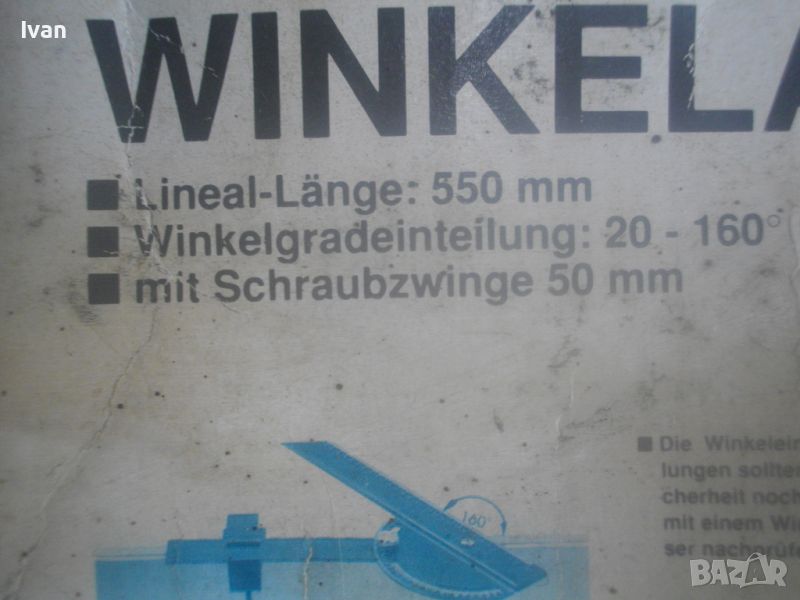 Ivan
WINKELA
■ Lineal-Länge: 550 mm
■ Winkelgradeinteilung: 20 - 160°
■ mit Schraubzwinge 50 mm
160°
■ Die Winkelein
lungen sollten
cherheit noch
mit einem Wi
ser nachprüfe
BAZAR